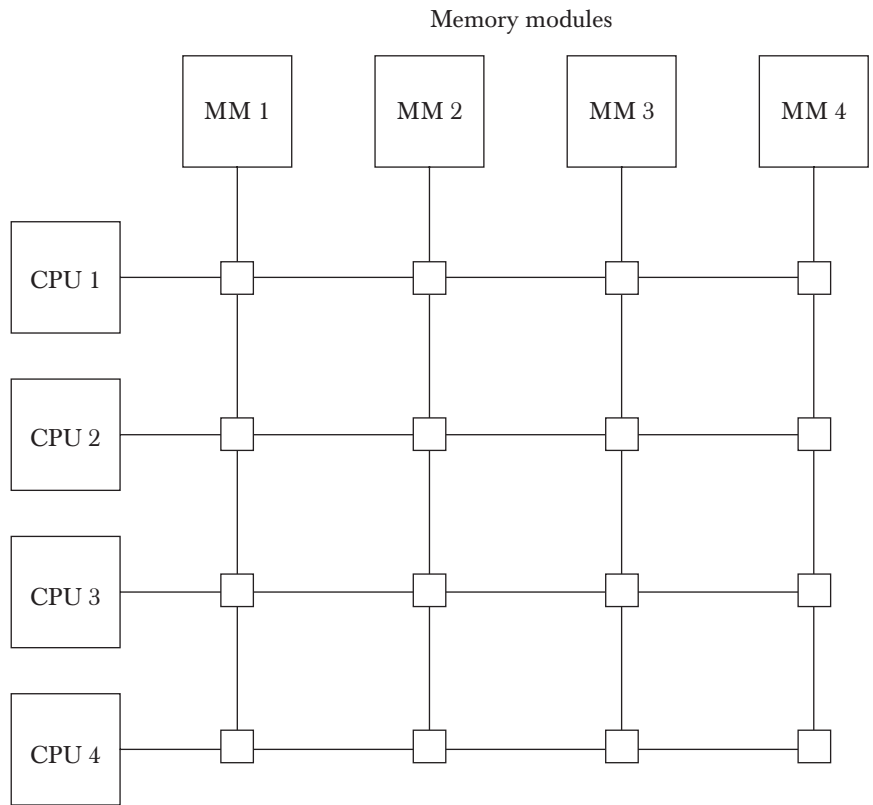 Memory modules
MM 1
MM 2
MM 3
MM 4
CPU 1
CPU 2
CPU 3
CPU 4